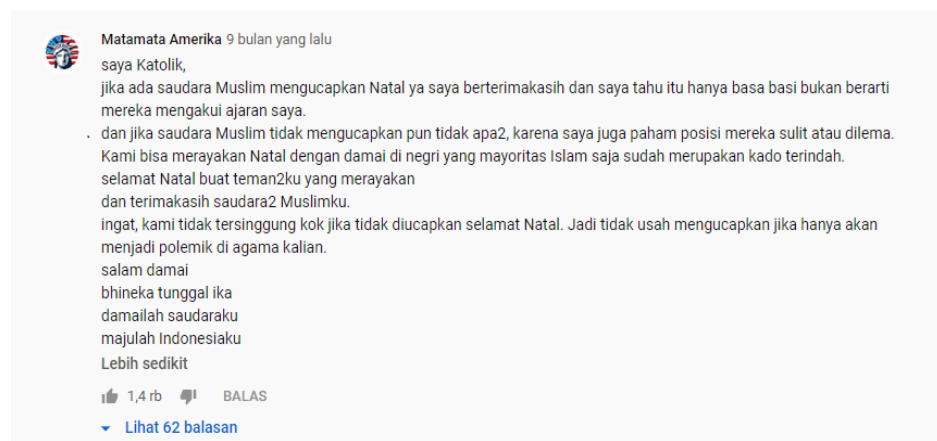 Matamata Amerika 9 bulan yang lalu
saya Katolik,
jika ada saudara Muslim mengucapkan Natal ya saya berterimakasih dan saya tahu itu hanya basa basi bukan berarti
mereka mengakui ajaran saya.
dan jika saudara Muslim tidak mengucapkan pun tidak apa2, karena saya juga paham posisi mereka sulit atau dilema.
Kami bisa merayakan Natal dengan damai di negri yang mayoritas Islam saja sudah merupakan kado terindah.
selamat Natal buat teman2ku yang merayakan
dan terimakasih saudara2 Muslimku.
ingat, kami tidak tersinggung kok jika tidak diucapkan selamat Natal. Jadi tidak usah mengucapkan jika hanya akan
menjadi polemik di agama kalian.
salam damai
bhineka tunggal ika
damailah saudaraku
majulah Indonesiaku
Lebih sedikit
1,4 rb BALAS
Lihat 62 balasan